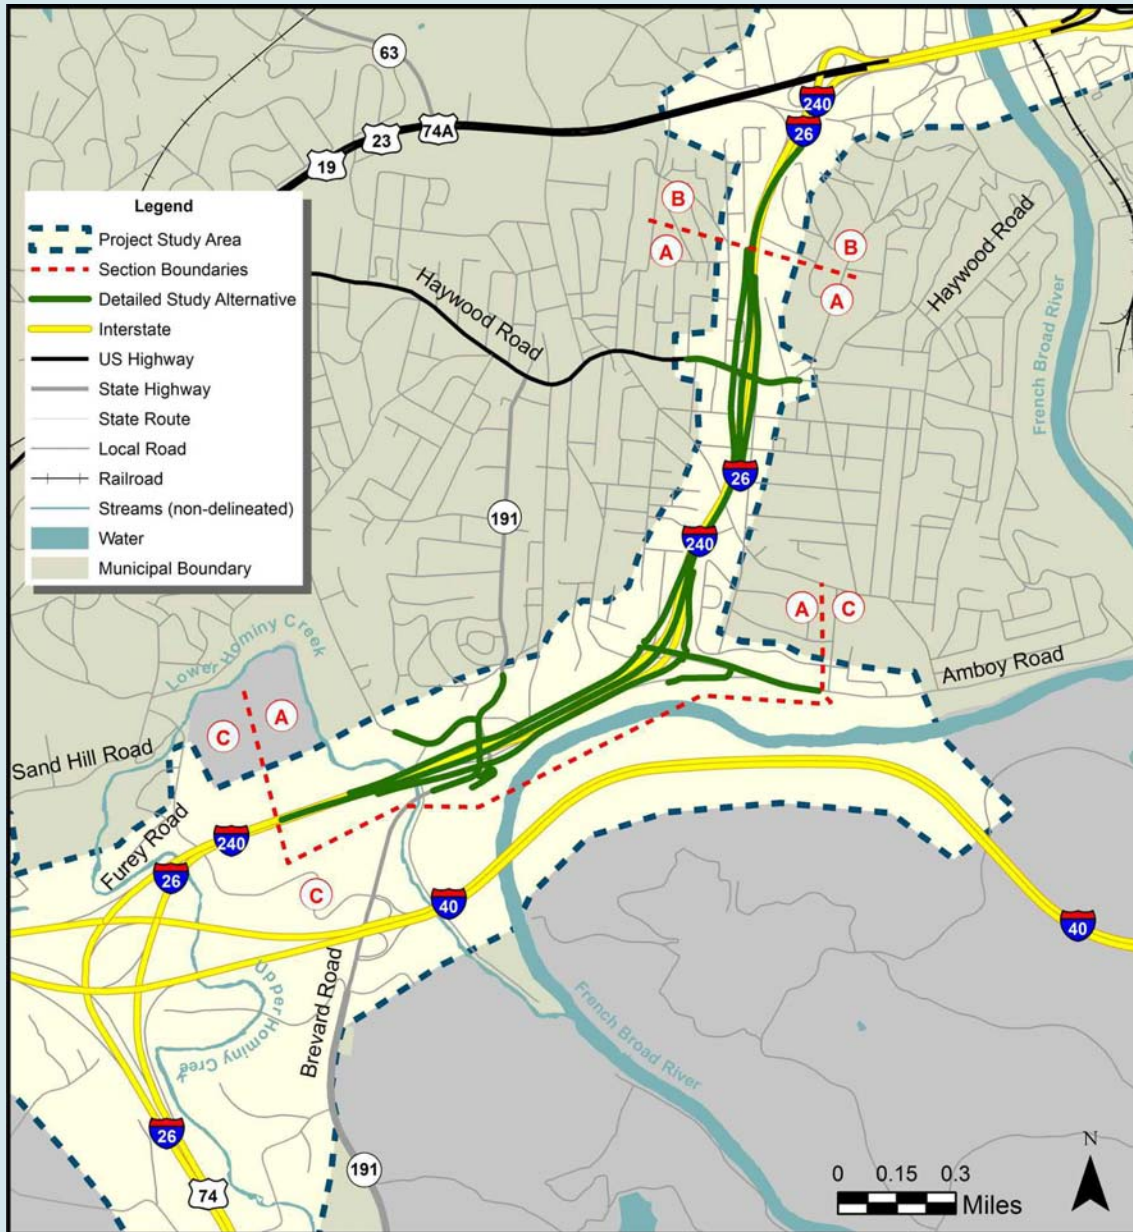 63
240
26
19
23
74A
Legend
Project Study Area
Section Boundaries
Detailed Study Alternative
Interstate
US Highway
State Highway
State Route
Local Road
Railroad
Streams (non-delineated)
Water
Municipal Boundary
B
A
B
A
Haywood Road
Haywood Road
French Broad River
26
191
240
A
C
Amboy Road
Lower Hominy Creek
C
A
Sand Hill Road
Furey Road
240
26
C
40
40
Upper Hominy Creek
Brevard Road
French Broad River
26
74
191
0 0.15 0.3
Miles
N